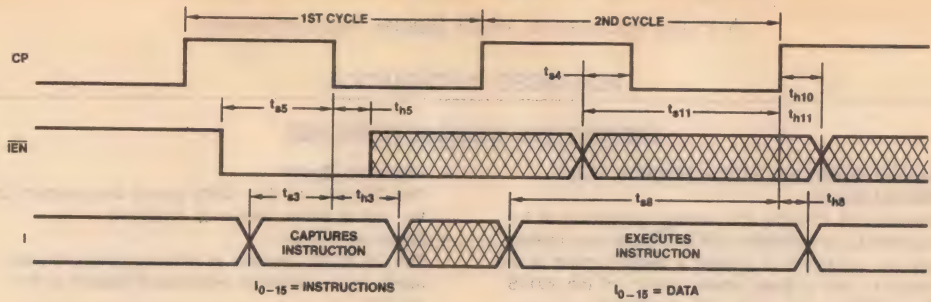 1ST CYCLE
2ND CYCLE
CP
ts4
th10
ts5
th5
ts11
th11
IEN
ts3
th3
ts8
th8
I
CAPTURES
INSTRUCTION
EXECUTES
INSTRUCTION
I0–15 = INSTRUCTIONS
I0–15 = DATA